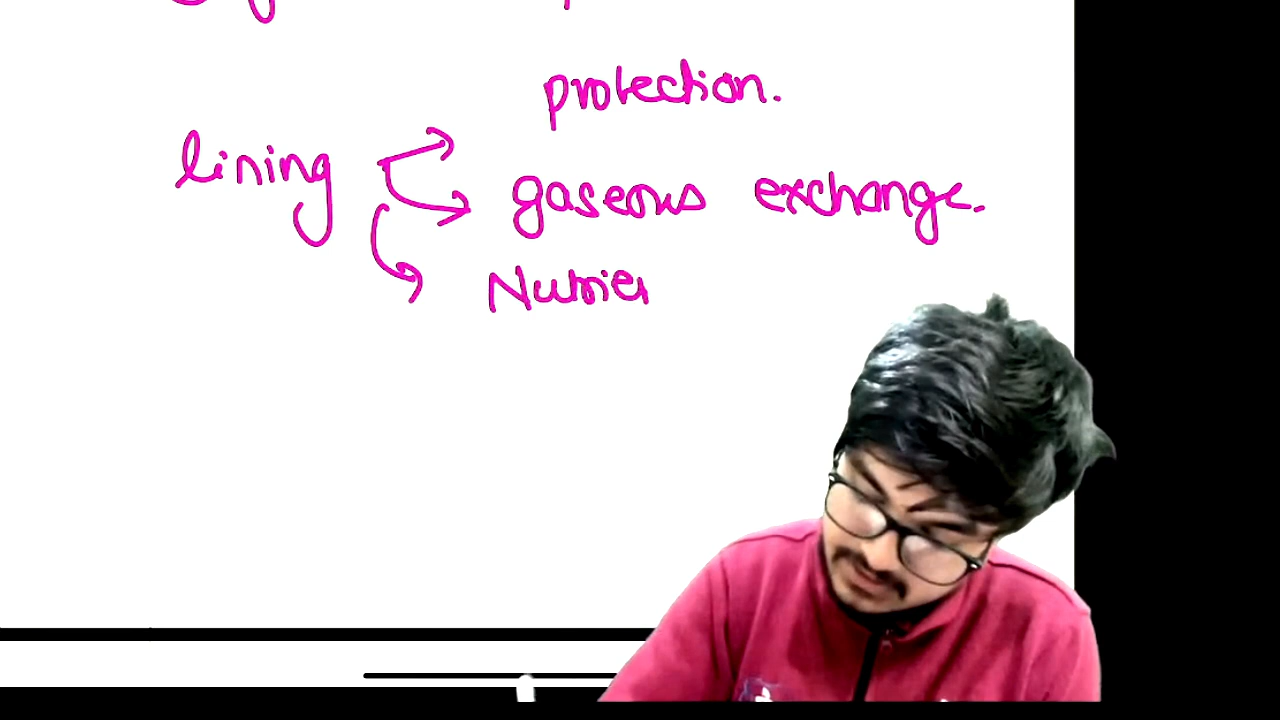 protection.
lining
gaseous exchange.
Nutrien